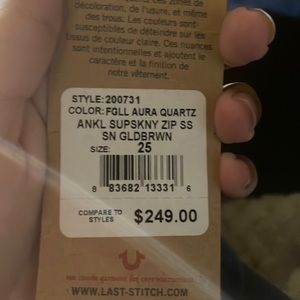 décoloration, de l'usure, et même
des trous. Les couleurs sont
susceptibles de déteindre sur les
tissus de couleur claire. Ces nuances
sont intentionnelles et ajoutent le
caractère et la finition de
notre vêtement.
STYLE:200731
COLOR:FGLL AURA QUARTZ
ANKL SUPSKNY ZIP SS
SN GLDBRWN
SIZE: 25
8 83682 13331 6
COMPARE TO
STYLES $249.00
WWW.LAST-STITCH.COM